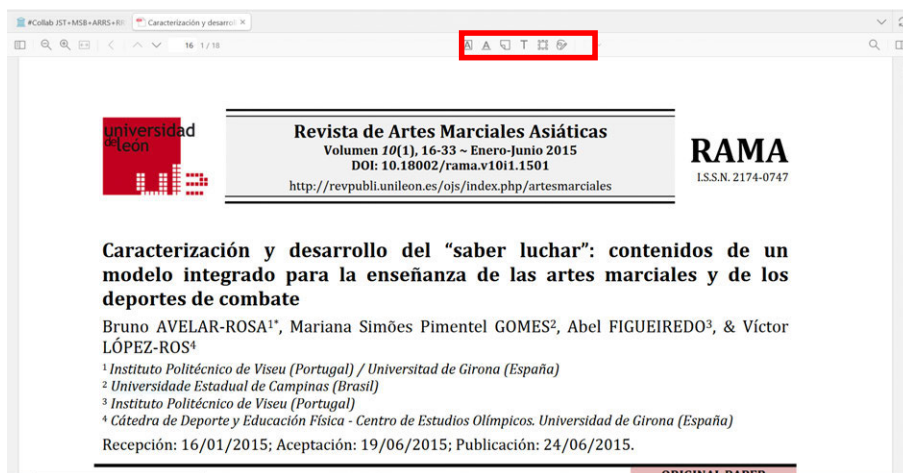 #Collab JST+MSB+ARRS+RI
Caracterización y desarroll
16 1/18
A A T
universidad
de león
Revista de Artes Marciales Asiáticas
Volumen 10(1), 16-33 ~ Enero-Junio 2015
DOI: 10.18002/rama.v10i1.1501
http://revpubli.unileon.es/ojs/index.php/artesmarciales
RAMA
I.S.S.N. 2174-0747
Caracterización y desarrollo del “saber luchar”: contenidos de un
modelo integrado para la enseñanza de las artes marciales y de los
deportes de combate
Bruno AVELAR-ROSA1*, Mariana Simões Pimentel GOMES2, Abel FIGUEIREDO3, & Víctor
LÓPEZ-ROS4
1 Instituto Politécnico de Viseu (Portugal) / Universitad de Girona (España)
2 Universidade Estadual de Campinas (Brasil)
3 Instituto Politécnico de Viseu (Portugal)
4 Cátedra de Deporte y Educación Física - Centro de Estudios Olímpicos. Universidad de Girona (España)
Recepción: 16/01/2015; Aceptación: 19/06/2015; Publicación: 24/06/2015.
ORIGINAL PAPER